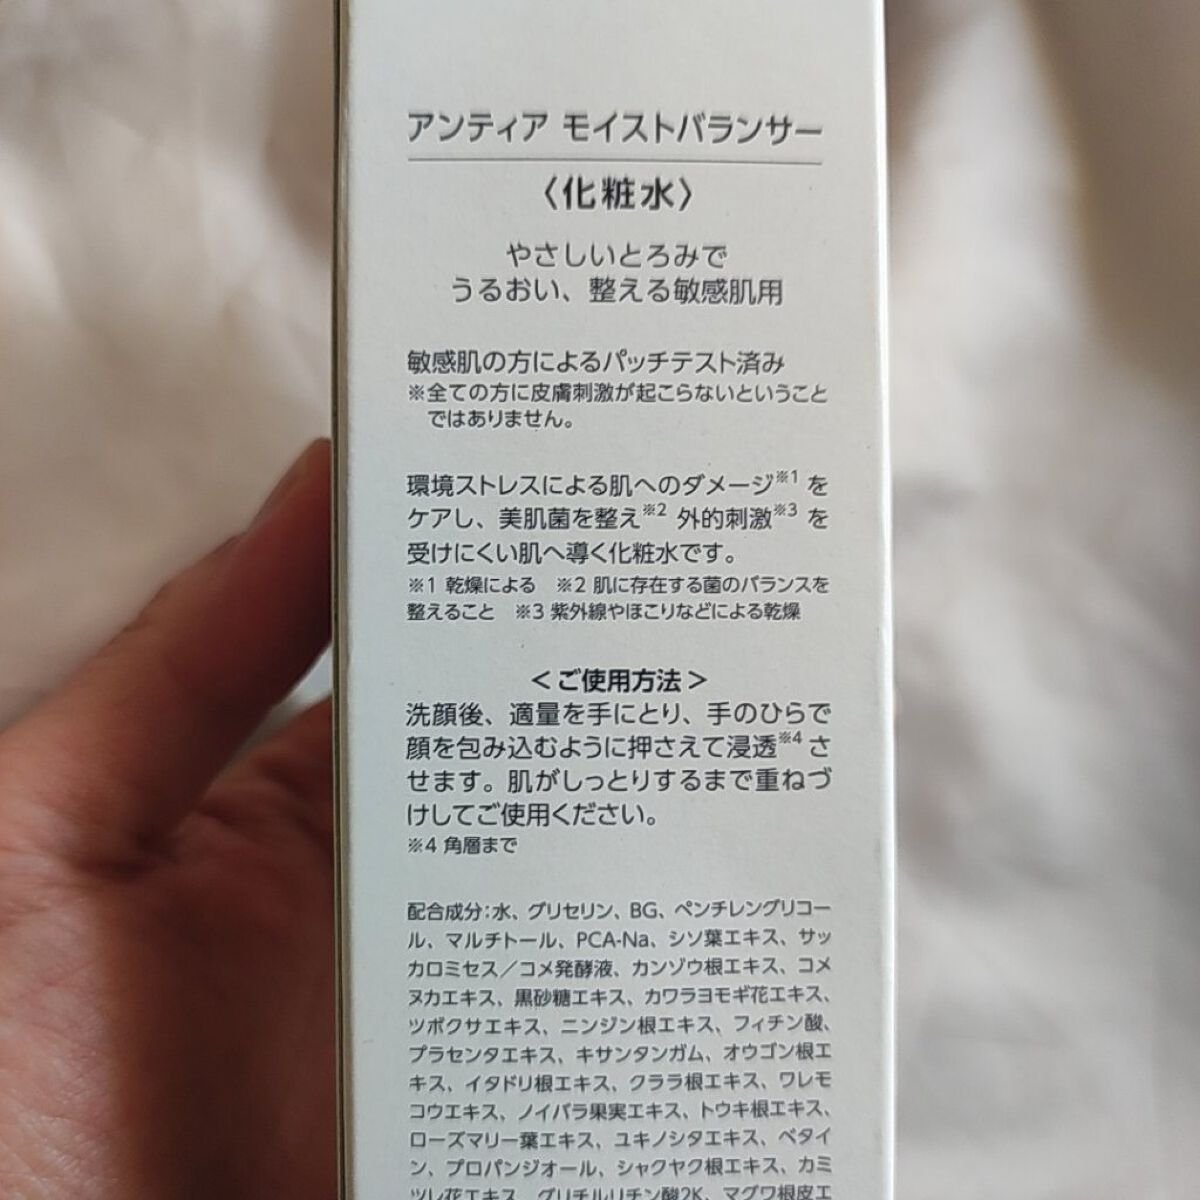 アンティア モイストバランサー
〈化粧水〉
やさしいとろみで
うるおい、整える敏感肌用
敏感肌の方によるパッチテスト済み
※全ての方に皮膚刺激が起こらないということ
ではありません。
環境ストレスによる肌へのダメージ※1 を
ケアし、美肌菌を整え※2 外的刺激※3 を
受けにくい肌へ導く化粧水です。
※1 乾燥による ※2 肌に存在する菌のバランスを
整えること ※3 紫外線やほこりなどによる乾燥
＜ご使用方法＞
洗顔後、適量を手にとり、手のひらで
顔を包み込むように押さえて浸透※4 さ
せます。肌がしっとりするまで重ねづ
けしてご使用ください。
※4 角層まで
配合成分：水、グリセリン、BG、ペンチレングリコー
ル、マルチトール、PCA-Na、シソ葉エキス、サッ
カロミセス／コメ発酵液、カンゾウ根エキス、コメ
ヌカエキス、黒砂糖エキス、カワラヨモギ花エキス、
ツボクサエキス、ニンジン根エキス、フィチン酸、
プラセンタエキス、キサンタンガム、オウゴン根エ
キス、イタドリ根エキス、クララ根エキス、ワレモ
コウエキス、ノイバラ果実エキス、トウキ根エキス、
ローズマリー葉エキス、ユキノシタエキス、ベタイ
ン、プロパンジオール、シャクヤク根エキス、カミ
ツレ花エキス、グリチルリチン酸2K、マグワ根皮エ